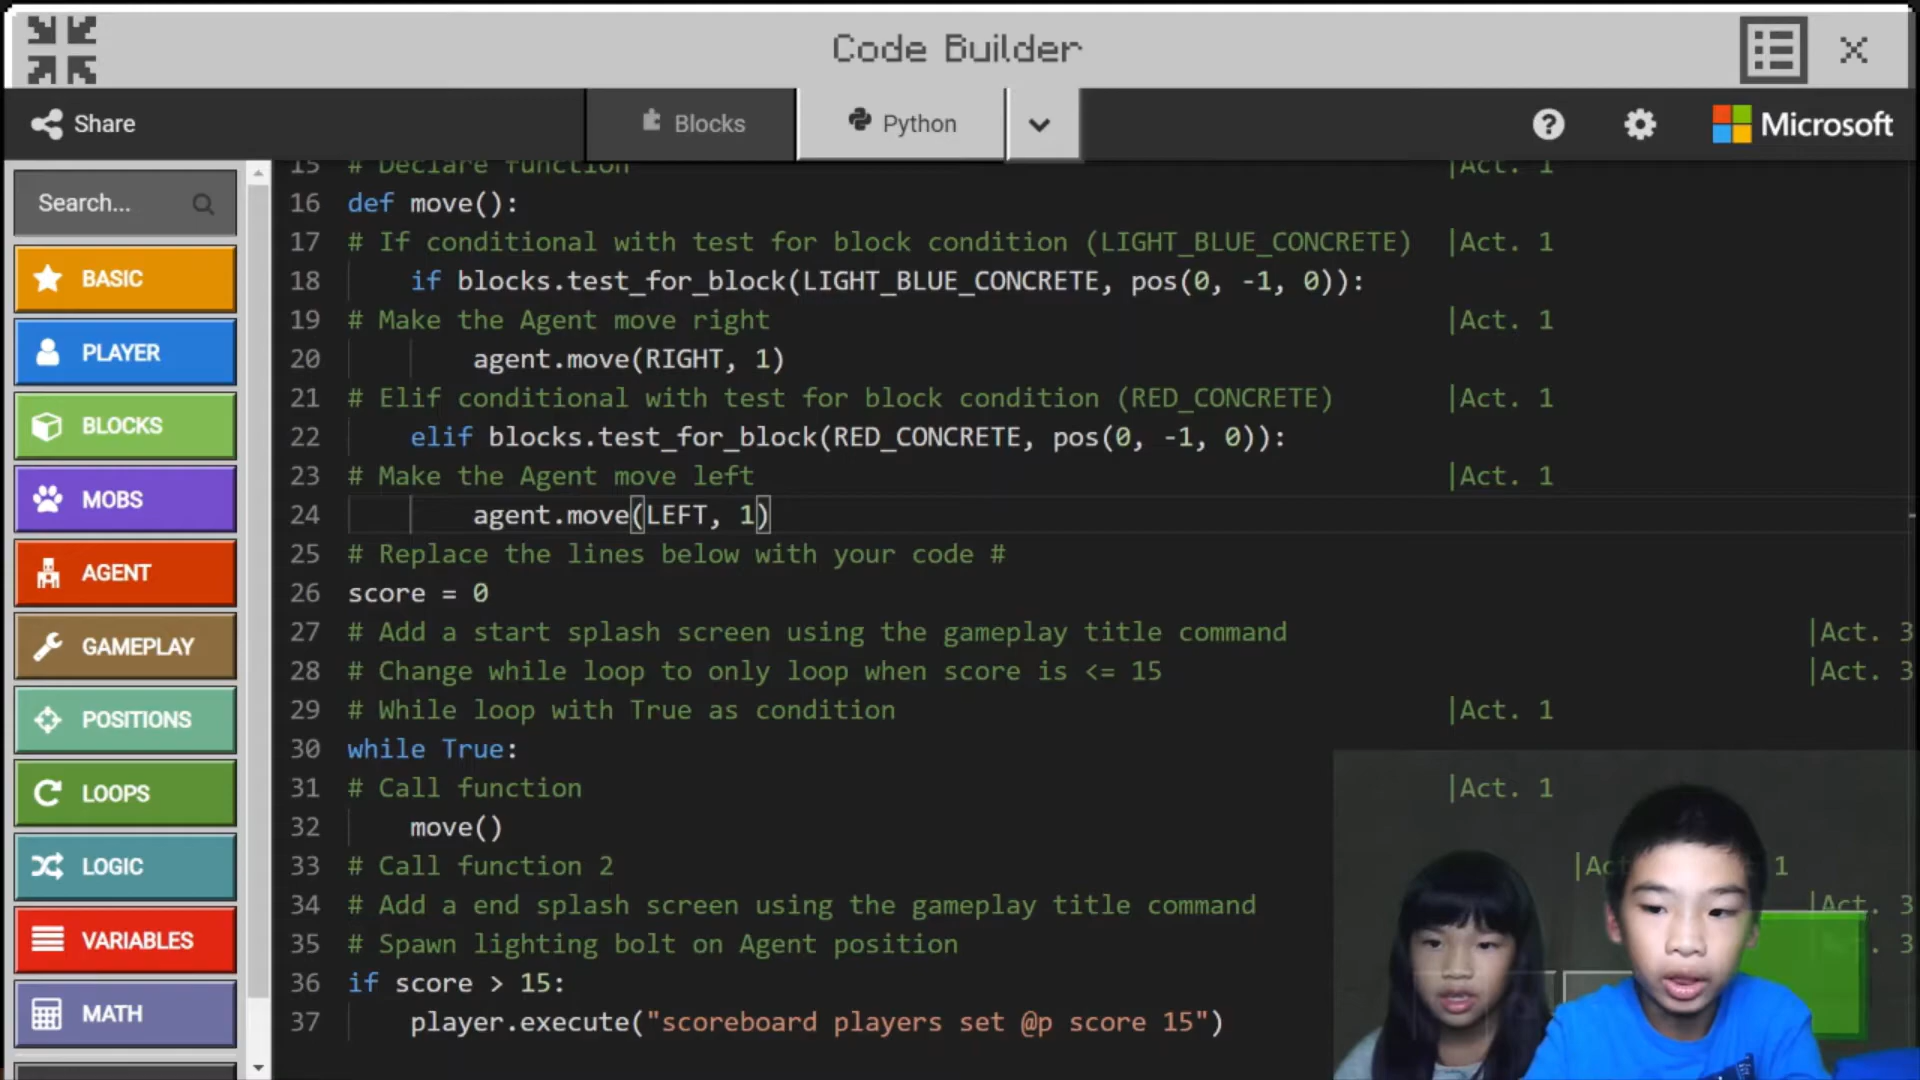 Code Builder
Share
Blocks
Python
Microsoft
Search...
BASIC
PLAYER
BLOCKS
MOBS
AGENT
GAMEPLAY
POSITIONS
LOOPS
LOGIC
VARIABLES
MATH
15 # Declare function |Act. 1
16 def move():
17 # If conditional with test for block condition (LIGHT_BLUE_CONCRETE) |Act. 1
18 if blocks.test_for_block(LIGHT_BLUE_CONCRETE, pos(0, -1, 0)):
19 # Make the Agent move right |Act. 1
20 agent.move(RIGHT, 1)
21 # Elif conditional with test for block condition (RED_CONCRETE) |Act. 1
22 elif blocks.test_for_block(RED_CONCRETE, pos(0, -1, 0)):
23 # Make the Agent move left |Act. 1
24 agent.move(LEFT, 1)
25 # Replace the lines below with your code #
26 score = 0
27 # Add a start splash screen using the gameplay title command |Act. 3
28 # Change while loop to only loop when score is <= 15 |Act. 3
29 # While loop with True as condition |Act. 1
30 while True:
31 # Call function |Act. 1
32 move()
33 # Call function 2 1
34 # Add a end splash screen using the gameplay title command |Act. 3
35 # Spawn lighting bolt on Agent position 3
36 if score > 15:
37 player.execute("scoreboard players set @p score 15")